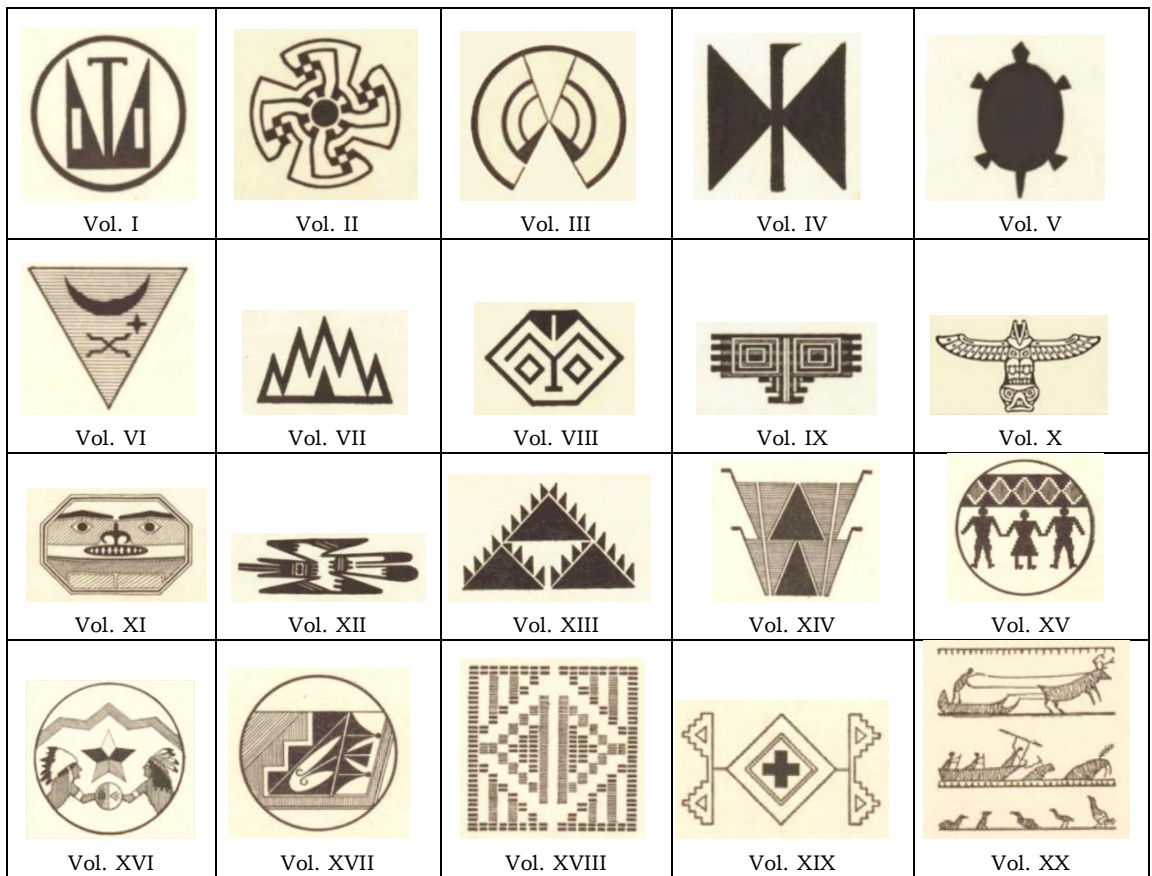 Vol. I Vol. II Vol. III Vol. IV Vol. V
Vol. VI Vol. VII Vol. VIII Vol. IX Vol. X
Vol. XI Vol. XII Vol. XIII Vol. XIV Vol. XV
Vol. XVI Vol. XVII Vol. XVIII Vol. XIX Vol. XX